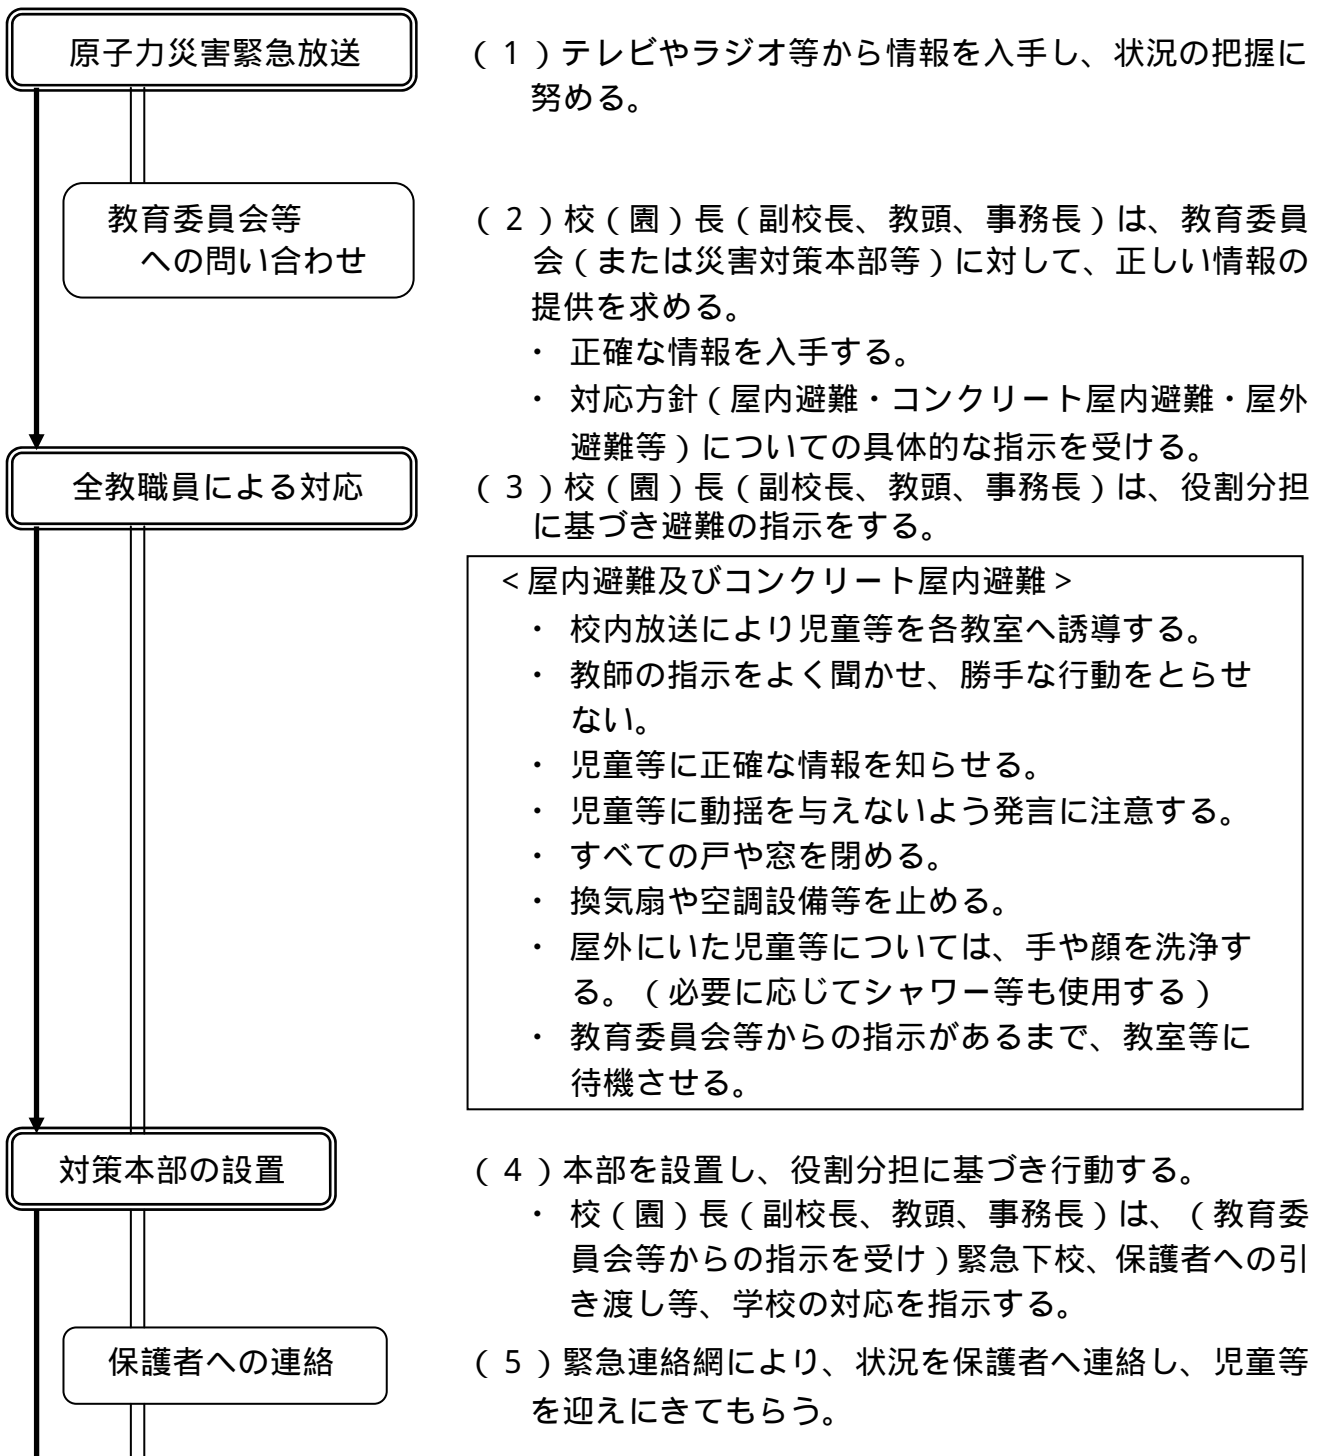 原子力災害緊急放送
(1)テレビやラジオ等から情報を入手し、状況の把握に
努める。
教育委員会等
への問い合わせ
(2)校(園)長(副校長、教頭、事務長)は、教育委員
会(または災害対策本部等)に対して、正しい情報の
提供を求める。
・ 正確な情報を入手する。
・ 対応方針(屋内避難・コンクリート屋内避難・屋外
避難等)についての具体的な指示を受ける。
全教職員による対応
(3)校(園)長(副校長、教頭、事務長)は、役割分担
に基づき避難の指示をする。
<屋内避難及びコンクリート屋内避難>
・ 校内放送により児童等を各教室へ誘導する。
・ 教師の指示をよく聞かせ、勝手な行動をとらせ
ない。
・ 児童等に正確な情報を知らせる。
・ 児童等に動揺を与えないよう発言に注意する。
・ すべての戸や窓を閉める。
・ 換気扇や空調設備等を止める。
・ 屋外にいた児童等については、手や顔を洗浄す
る。(必要に応じてシャワー等も使用する)
・ 教育委員会等からの指示があるまで、教室等に
待機させる。
対策本部の設置
(4)本部を設置し、役割分担に基づき行動する。
・ 校(園)長(副校長、教頭、事務長)は、(教育委
員会等からの指示を受け)緊急下校、保護者への引
き渡し等、学校の対応を指示する。
保護者への連絡
(5)緊急連絡網により、状況を保護者へ連絡し、児童等
を迎えにきてもらう。